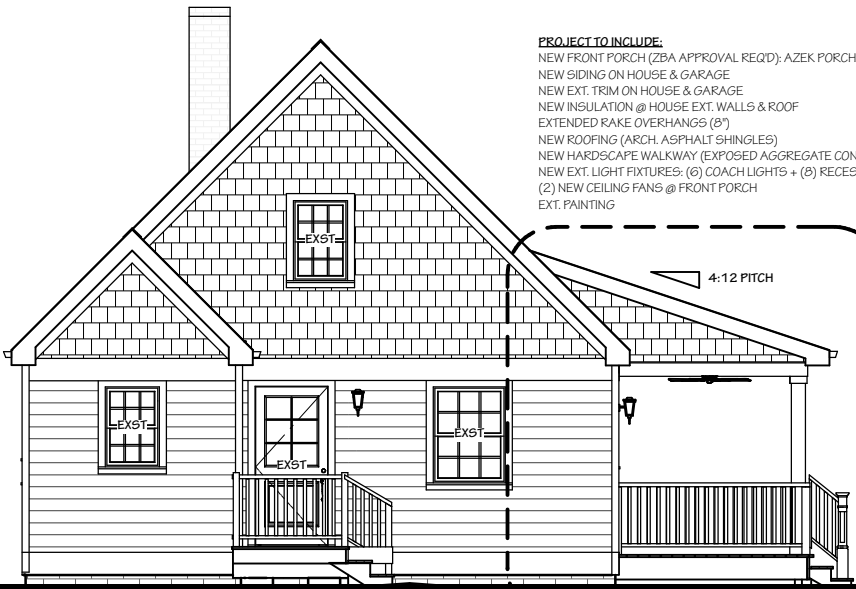 PROJECT TO INCLUDE:
NEW FRONT PORCH (ZBA APPROVAL REQ'D): AZEK PORCH
NEW SIDING ON HOUSE & GARAGE
NEW EXT. TRIM ON HOUSE & GARAGE
NEW INSULATION @ HOUSE EXT. WALLS & ROOF
EXTENDED RAKE OVERHANGS (8")
NEW ROOFING (ARCH. ASPHALT SHINGLES)
NEW HARDSCAPE WALKWAY (EXPOSED AGGREGATE CON
NEW EXT. LIGHT FIXTURES: (6) COACH LIGHTS + (8) RECES
(2) NEW CEILING FANS @ FRONT PORCH
EXT. PAINTING
EXST
4:12 PITCH
EXST
EXST
EXST